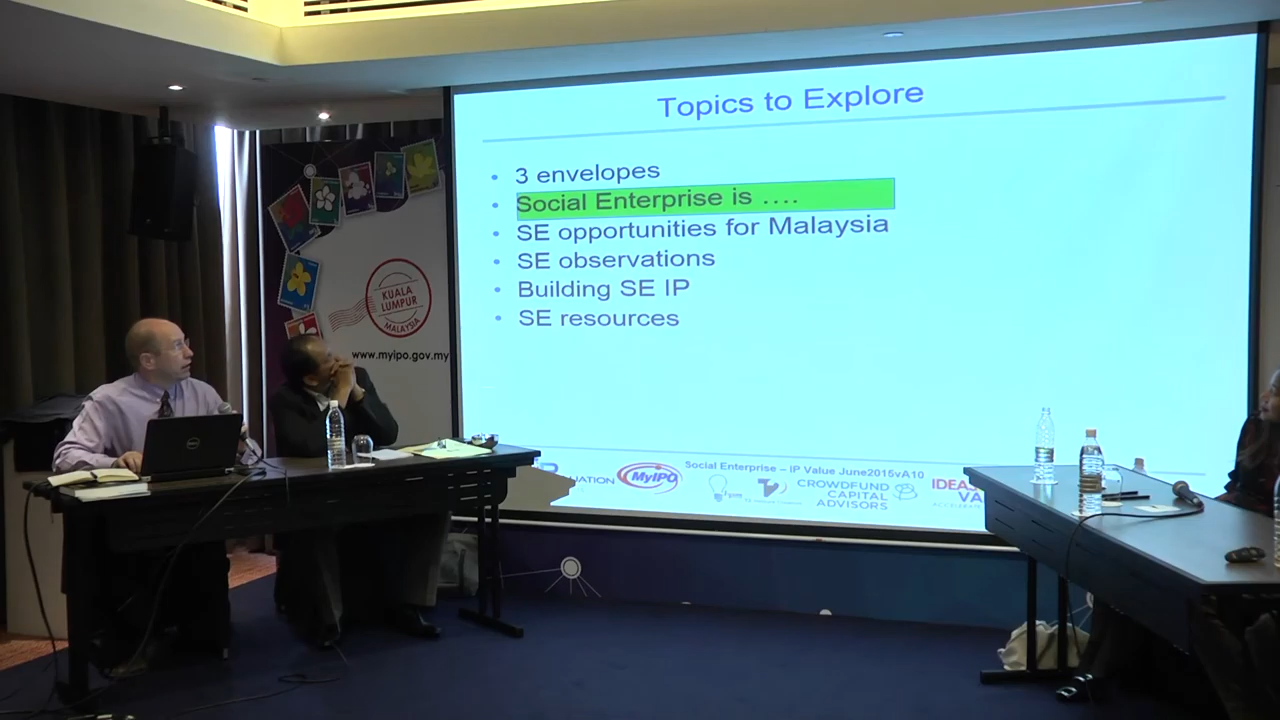 Topics to Explore
• 3 envelopes
• Social Enterprise is ....
• SE opportunities for Malaysia
• SE observations
• Building SE IP
• SE resources
KUALA
LUMPUR
MALAYSIA
www.myipo.gov.my
Social Enterprise – IP Value June2015vA10
MyIPO
CROWDFUND
CAPITAL
ADVISORS
DELL